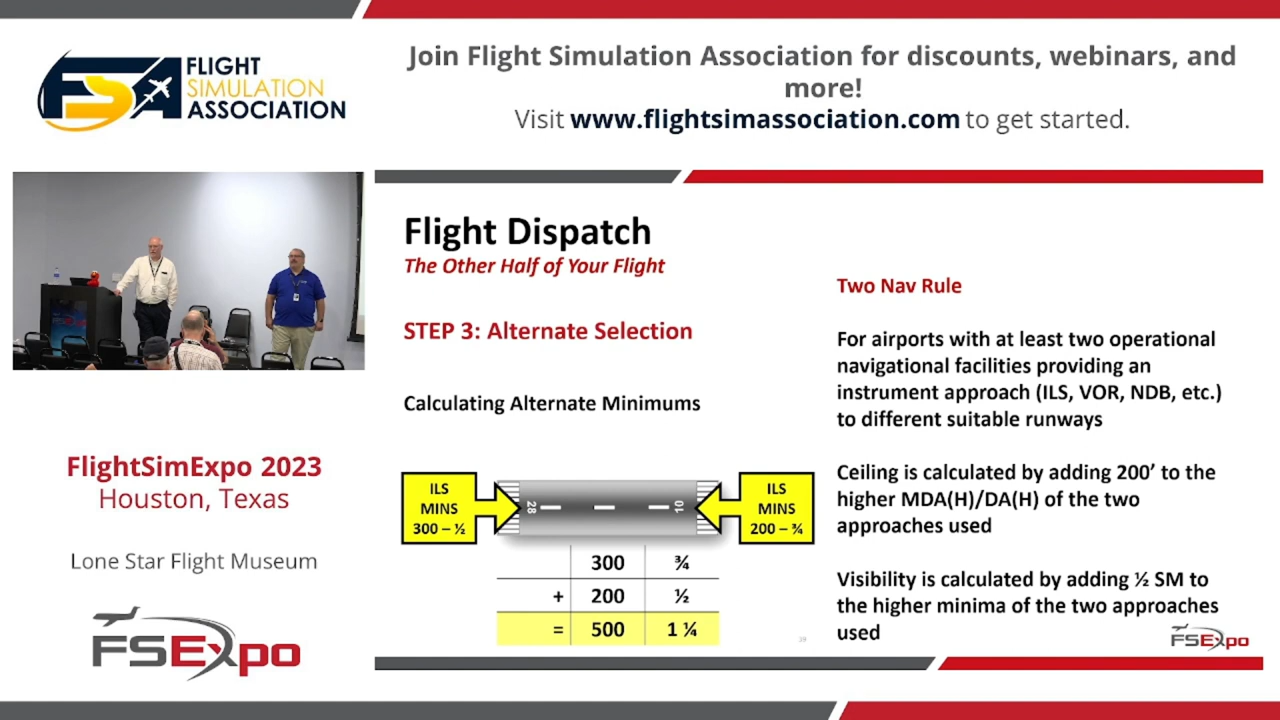 FLIGHT
SIMULATION
ASSOCIATION
FSA
Join Flight Simulation Association for discounts, webinars, and
more!
Visit www.flightsimassociation.com to get started.
Flight Dispatch
The Other Half of Your Flight
STEP 3: Alternate Selection
Calculating Alternate Minimums
ILS
MINS
300 – ½
28
10
ILS
MINS
200 – ¾
300 ¾
+ 200 ½
= 500 1 ¼
Two Nav Rule
For airports with at least two operational
navigational facilities providing an
instrument approach (ILS, VOR, NDB, etc.)
to different suitable runways
Ceiling is calculated by adding 200’ to the
higher MDA(H)/DA(H) of the two
approaches used
Visibility is calculated by adding ½ SM to
the higher minima of the two approaches
used
29
FSExpo
FlightSimExpo 2023
Houston, Texas
Lone Star Flight Museum
FSExpo